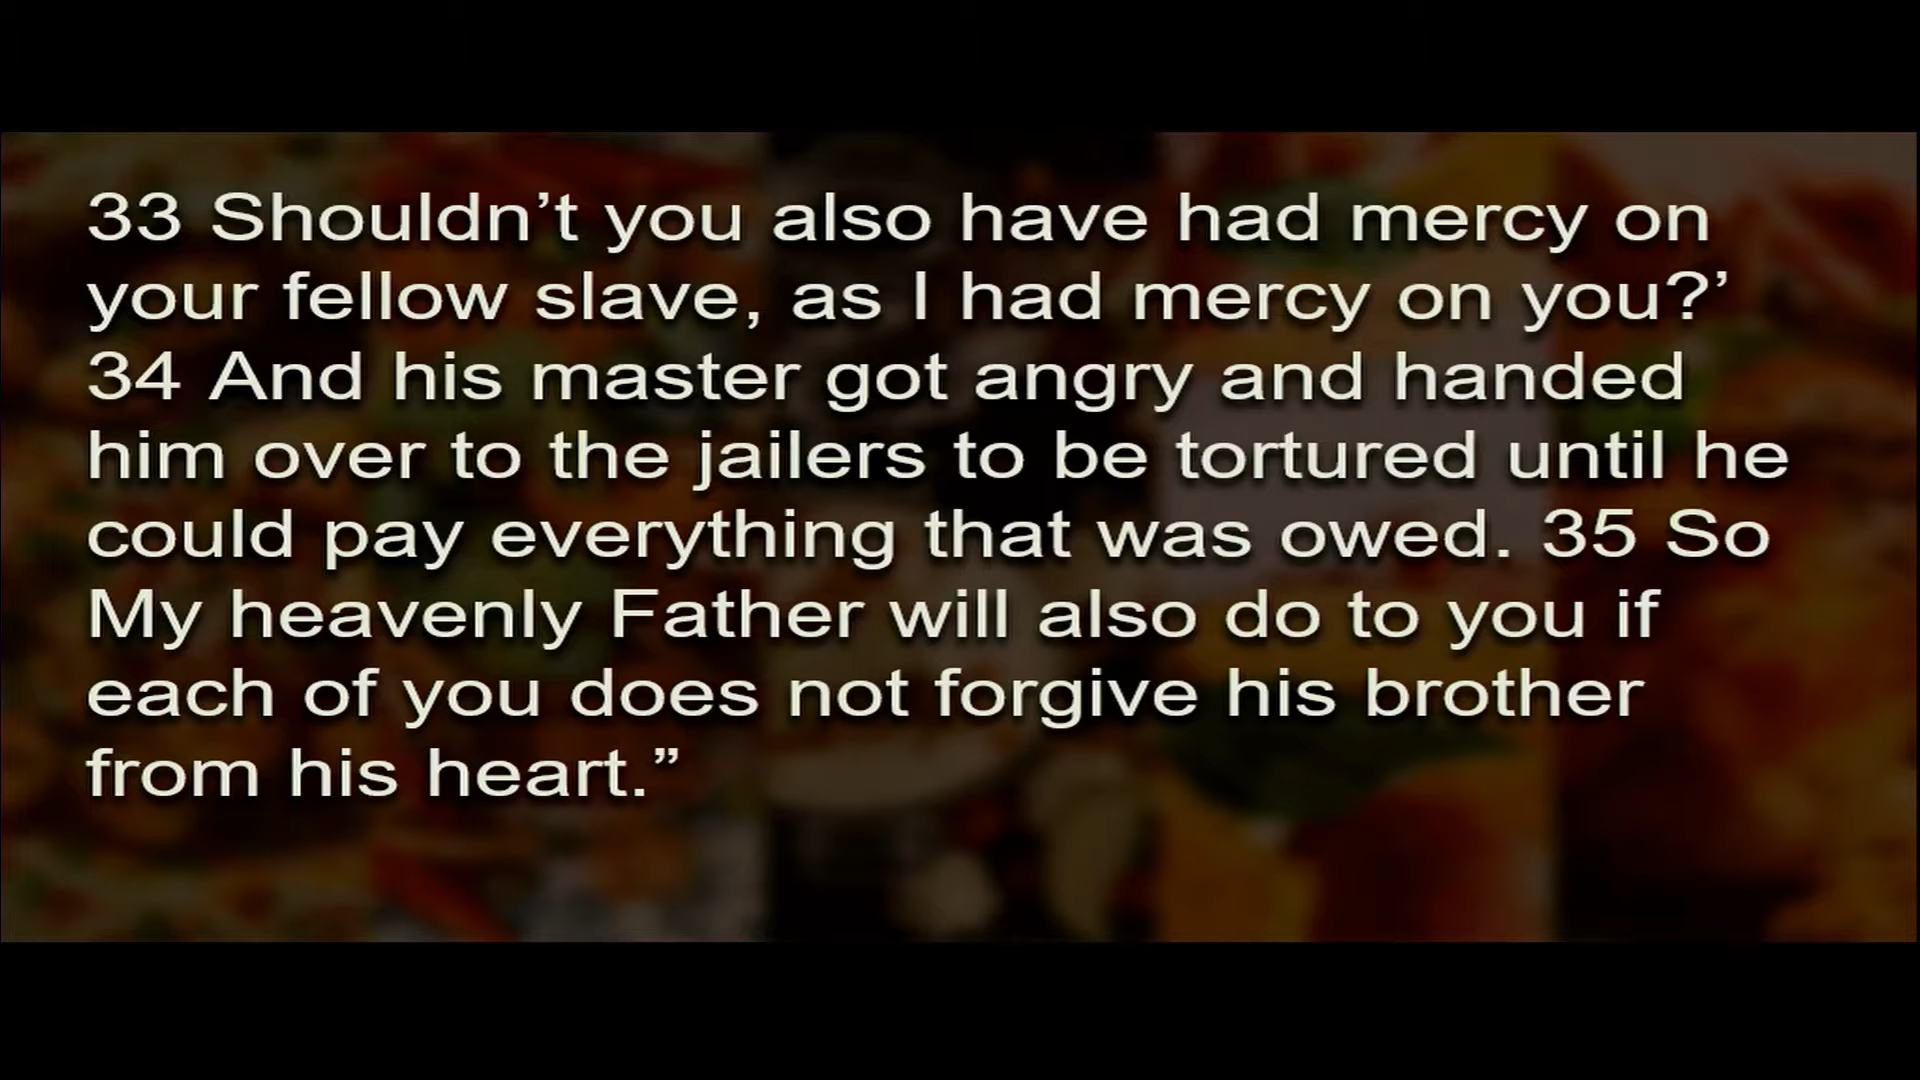 33 Shouldn’t you also have had mercy on
your fellow slave, as I had mercy on you?’
34 And his master got angry and handed
him over to the jailers to be tortured until he
could pay everything that was owed. 35 So
My heavenly Father will also do to you if
each of you does not forgive his brother
from his heart.”